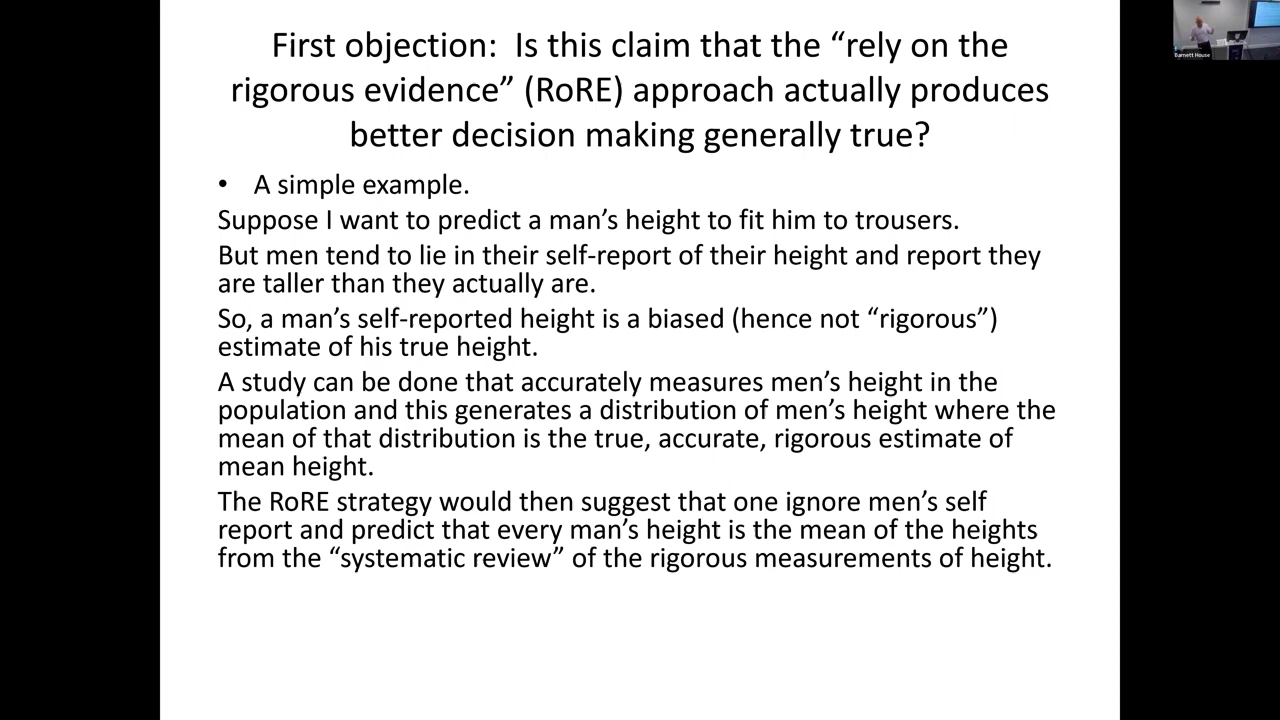 First objection:  Is this claim that the “rely on the
rigorous evidence” (RoRE) approach actually produces
better decision making generally true?
• A simple example.
Suppose I want to predict a man’s height to fit him to trousers.
But men tend to lie in their self-report of their height and report they
are taller than they actually are.
So, a man’s self-reported height is a biased (hence not “rigorous”)
estimate of his true height.
A study can be done that accurately measures men’s height in the
population and this generates a distribution of men’s height where the
mean of that distribution is the true, accurate, rigorous estimate of
mean height.
The RoRE strategy would then suggest that one ignore men’s self
report and predict that every man’s height is the mean of the heights
from the “systematic review” of the rigorous measurements of height.
Barnett House